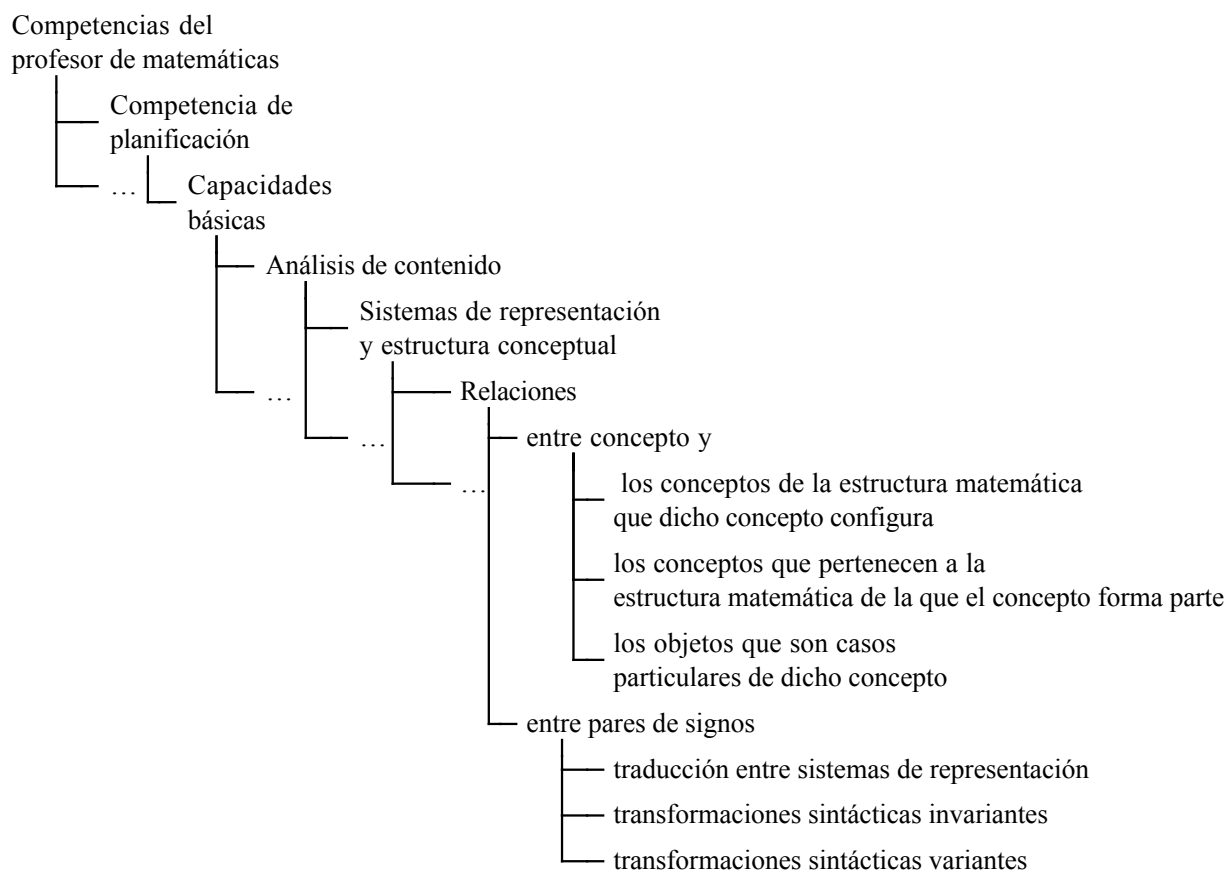 Competencias del
profesor de matemáticas
Competencia de
planificación
… Capacidades
básicas
Análisis de contenido
Sistemas de representación
y estructura conceptual
… Relaciones
… entre concepto y
…
los conceptos de la estructura matemática
que dicho concepto configura
los conceptos que pertenecen a la
estructura matemática de la que el concepto forma parte
los objetos que son casos
particulares de dicho concepto
entre pares de signos
traducción entre sistemas de representación
transformaciones sintácticas invariantes
transformaciones sintácticas variantes